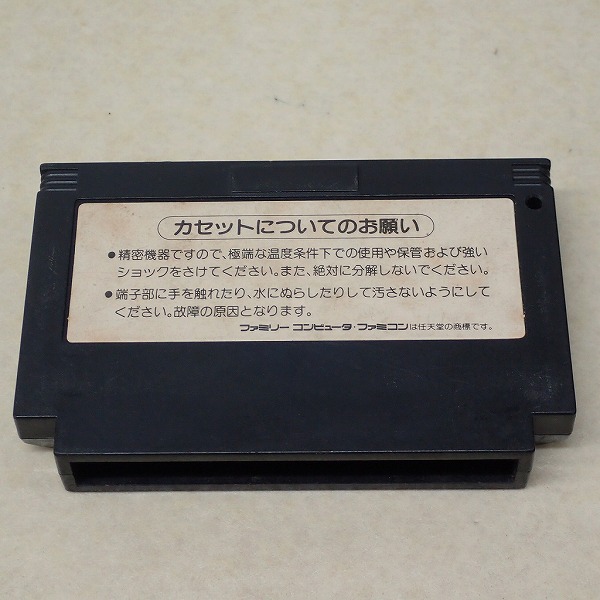 カセットについてのお願い
●精密機器ですので、極端な温度条件下での使用や保管および強い
ショックをさけてください。また、絶対に分解しないでください。
●端子部に手を触れたり、水にぬらしたりして汚さないようにして
ください。故障の原因となります。
ファミリー コンピュータ・ファミコンは任天堂の商標です。